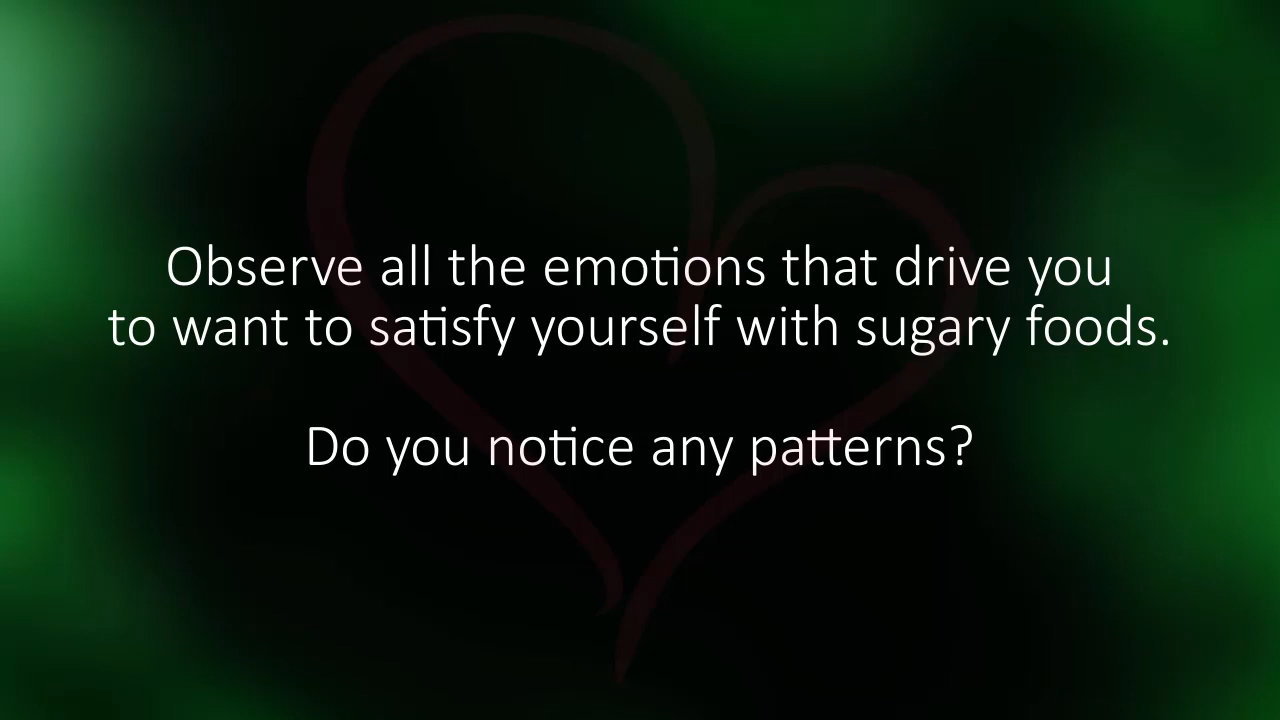 Observe all the emotions that drive you
to want to satisfy yourself with sugary foods.
Do you notice any patterns?